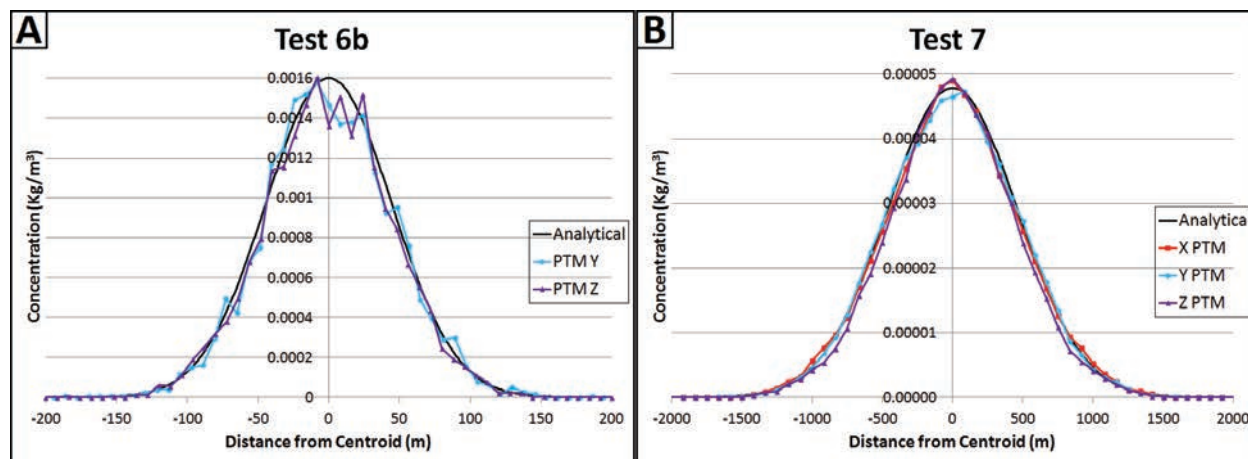 A
Test 6b
Concentration (Kg/m³)
0.0016
0.0014
0.0012
0.001
0.0008
0.0006
0.0004
0.0002
0
-200 -150 -100 -50 0 50 100 150 200
Distance from Centroid (m)
Analytical
PTM Y
PTM Z
B
Test 7
Concentration (Kg/m³)
0.00005
0.00004
0.00003
0.00002
0.00001
0.00000
-2000 -1500 -1000 -500 0 500 1000 1500 2000
Distance from Centroid (m)
Analytica
X PTM
Y PTM
Z PTM